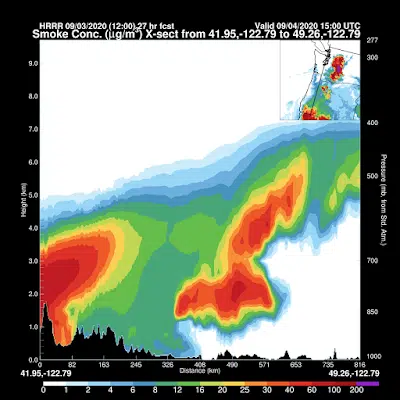 HRRR 09/03/2020 (12:00),27 hr fcst Valid 09/04/2020 15:00 UTC
Smoke Conc. (μg/m³) X-sect from 41.95,-122.79 to 49.26,-122.79
277
9.0
300
8.0
400
7.0
6.0
500
5.0
Height (km)
Pressure (mb. from Std. Atm.)
4.0
3.0
700
2.0
850
1.0
0.0
1000
0 82 163 245 326 408 490 571 653 735 816
41.95,-122.79 Distance (km) 49.26,-122.79
0 1 2 4 6 8 12 16 20 25 30 40 60 100 200